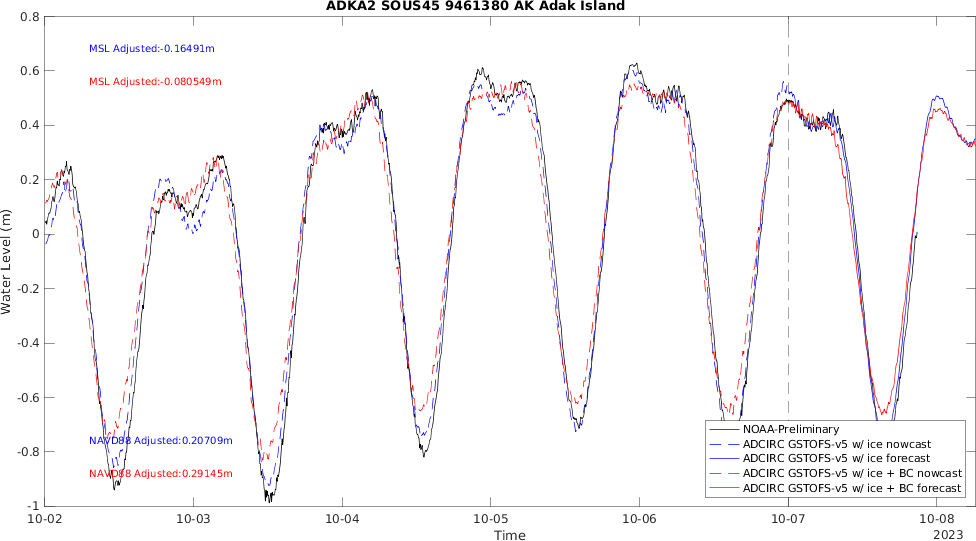 ADKA2 SOUS45 9461380 AK Adak Island
0.8
0.6
0.4
0.2
0
-0.2
-0.4
-0.6
-0.8
-1
Water Level (m)
MSL Adjusted:-0.16491m
MSL Adjusted:-0.080549m
NAVD88 Adjusted:0.20709m
NAVD88 Adjusted:0.29145m
NOAA-Preliminary
ADCIRC GSTOFS-v5 w/ ice nowcast
ADCIRC GSTOFS-v5 w/ ice forecast
ADCIRC GSTOFS-v5 w/ ice + BC nowcast
ADCIRC GSTOFS-v5 w/ ice + BC forecast
10-02 10-03 10-04 10-05 10-06 10-07 10-08
2023
Time